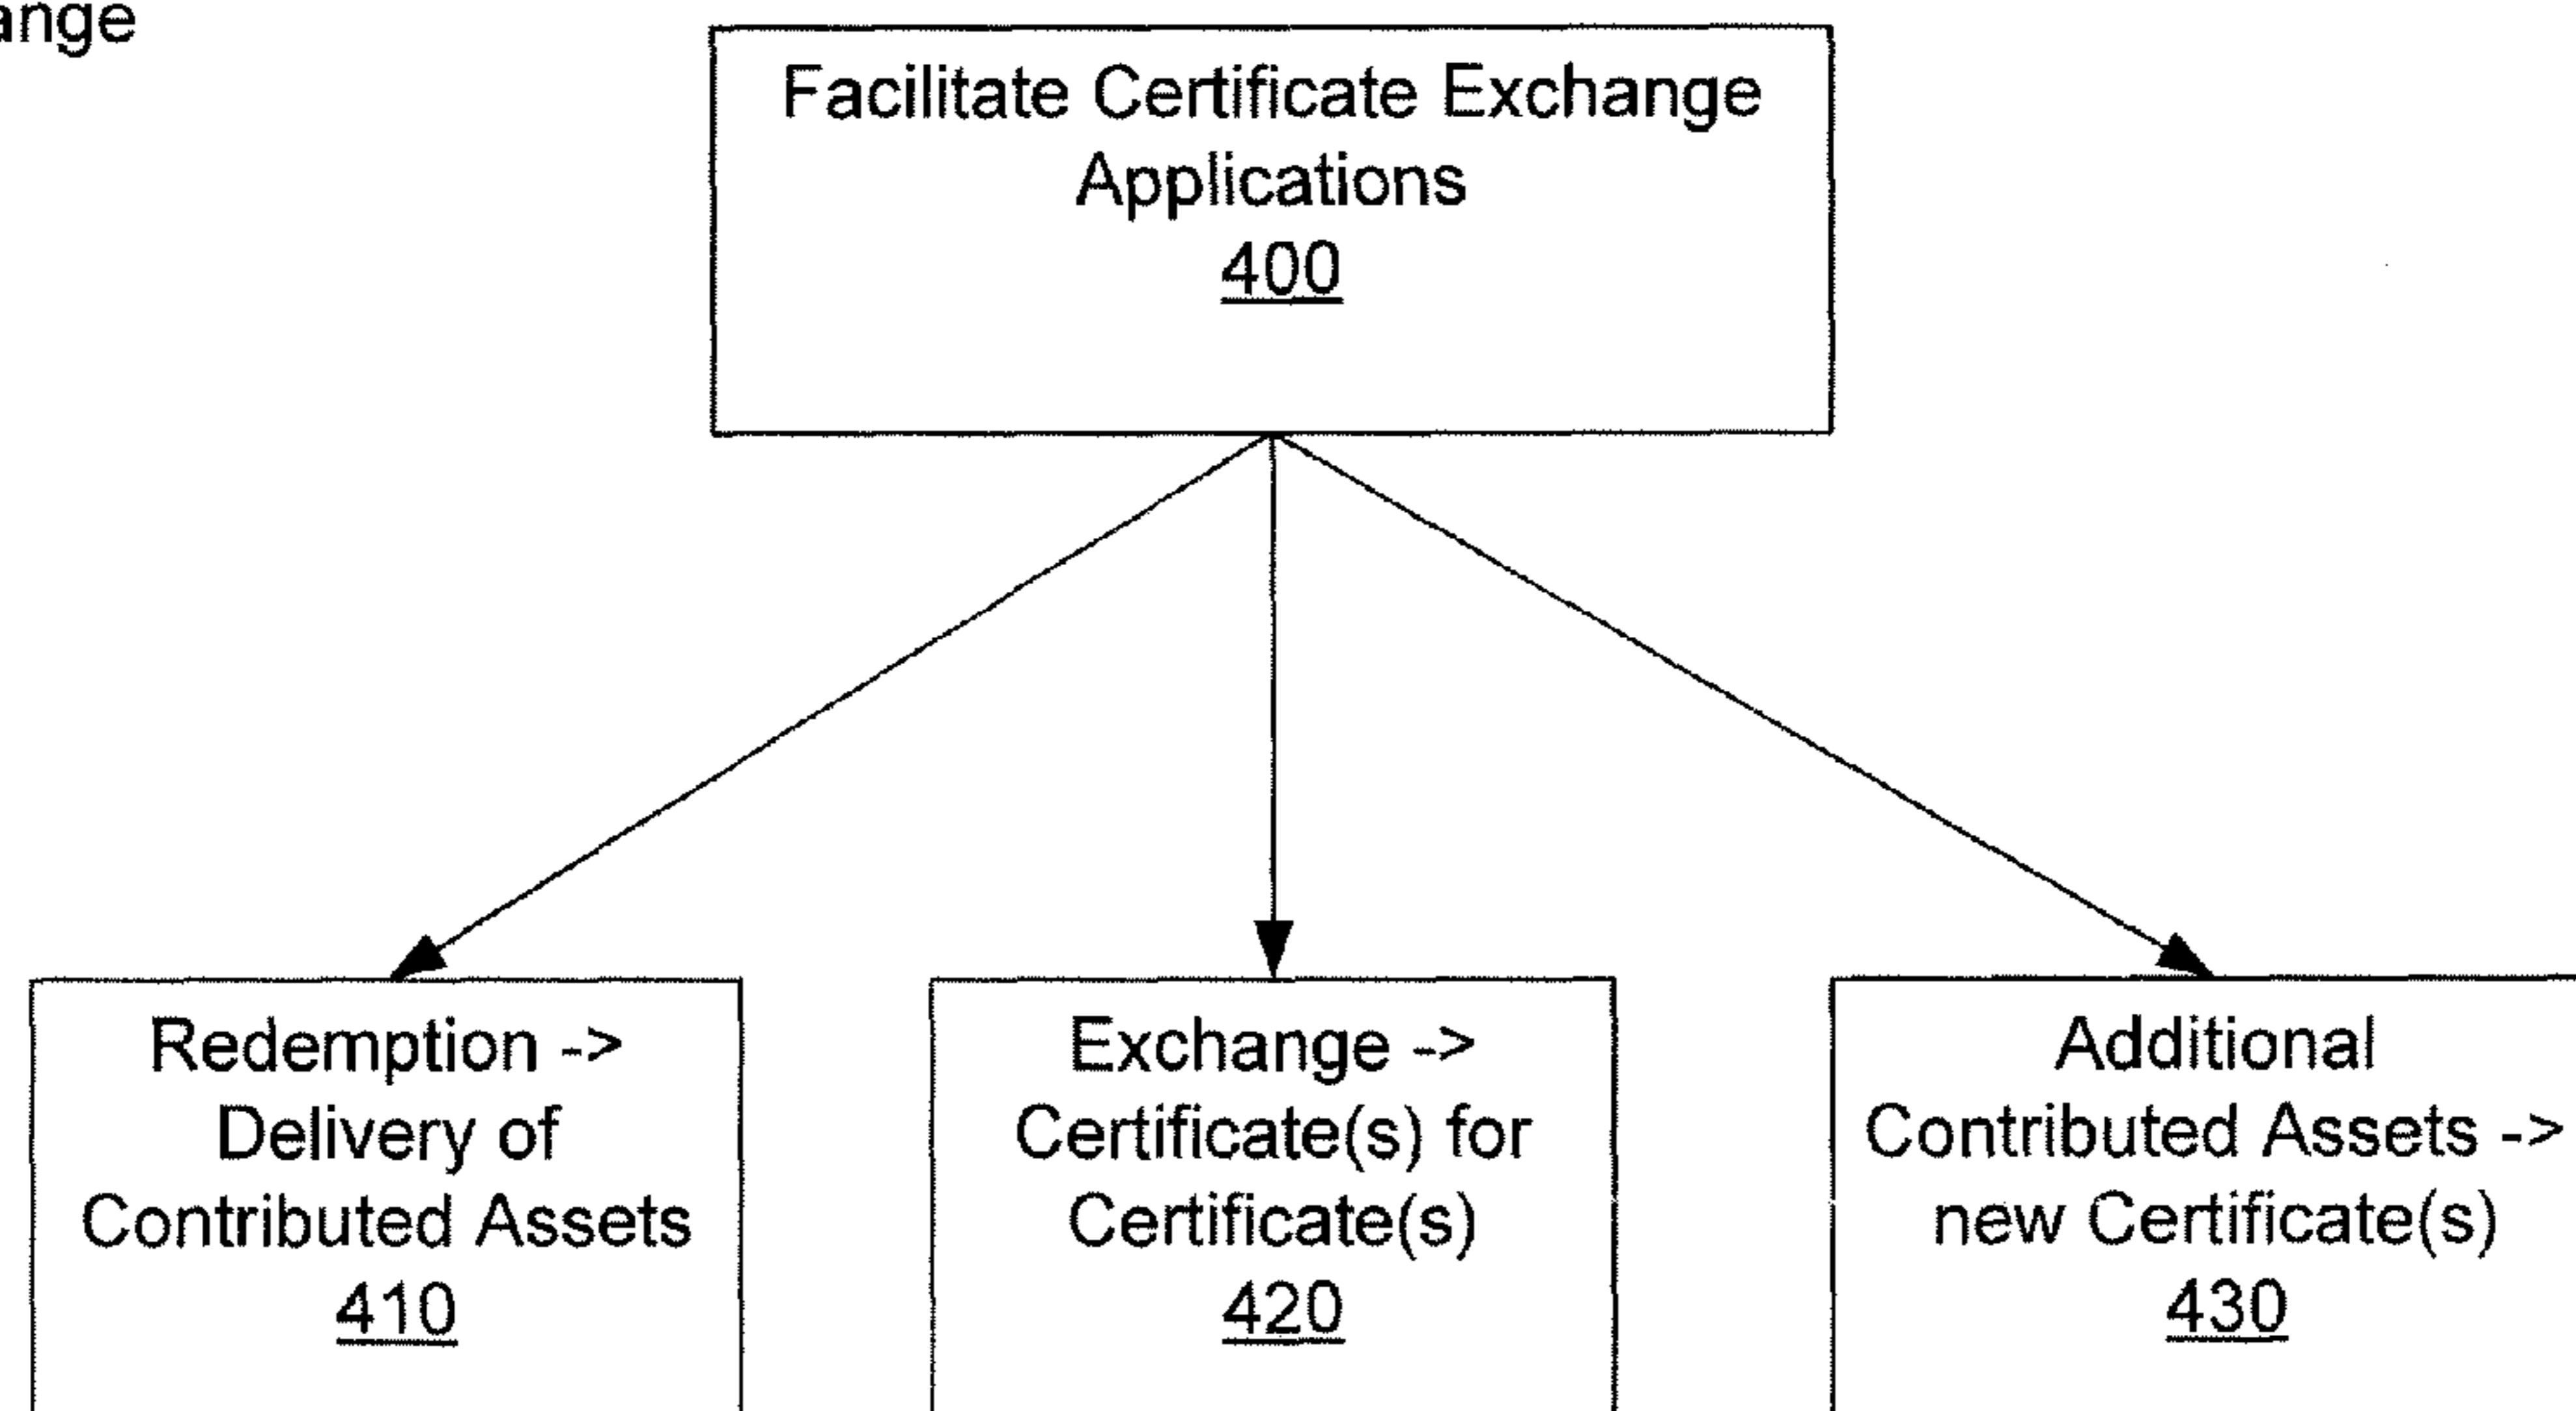 Facilitate Certificate Exchange
Applications
400
Redemption ->
Delivery of
Contributed Assets
410
Exchange ->
Certificate(s) for
Certificate(s)
420
Additional
Contributed Assets ->
new Certificate(s)
430